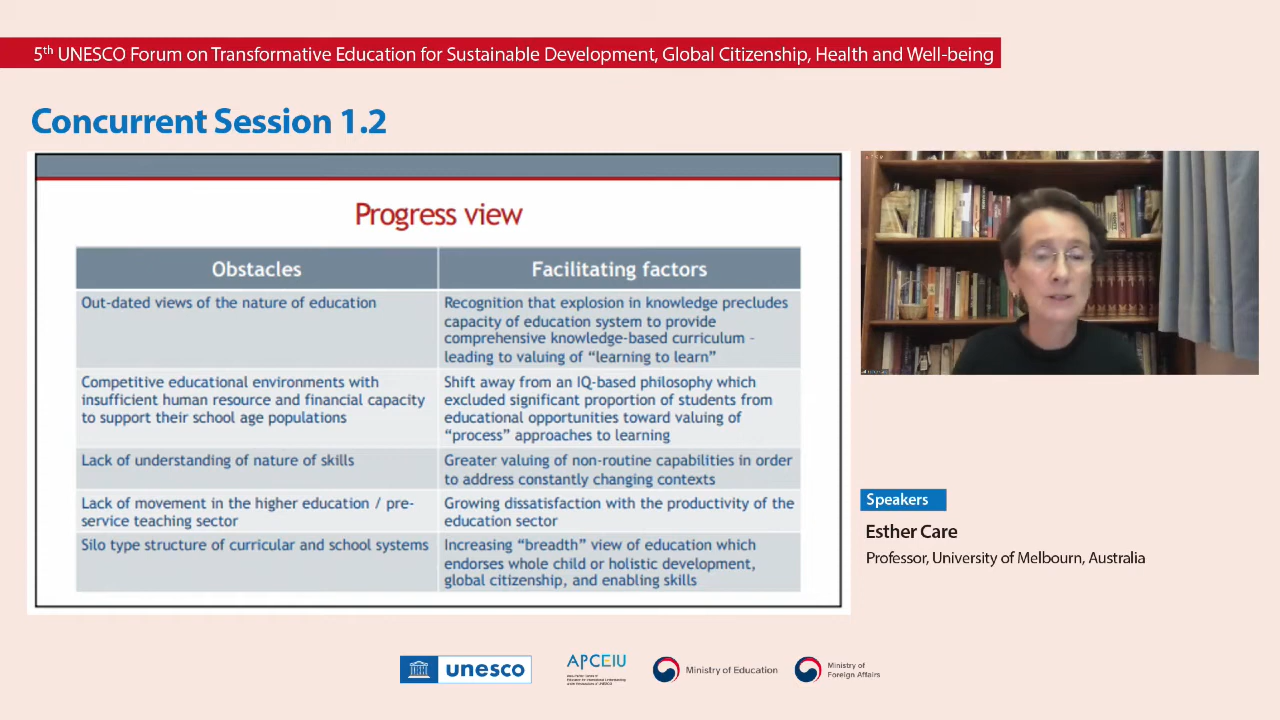 5th UNESCO Forum on Transformative Education for Sustainable Development, Global Citizenship, Health and Well-being
Concurrent Session 1.2
Progress view
Obstacles
Facilitating factors
Out-dated views of the nature of education
Recognition that explosion in knowledge precludes
capacity of education system to provide
comprehensive knowledge-based curriculum -
leading to valuing of “learning to learn”
Competitive educational environments with
insufficient human resource and financial capacity
to support their school age populations
Shift away from an IQ-based philosophy which
excluded significant proportion of students from
educational opportunities toward valuing of
“process” approaches to learning
Lack of understanding of nature of skills
Greater valuing of non-routine capabilities in order
to address constantly changing contexts
Lack of movement in the higher education / pre-
service teaching sector
Growing dissatisfaction with the productivity of the
education sector
Silo type structure of curricular and school systems
Increasing “breadth” view of education which
endorses whole child or holistic development,
global citizenship, and enabling skills
Speakers
Esther Care
Professor, University of Melbourn, Australia
unesco
APCEIU
Ministry of Education
Ministry of
Foreign Affairs